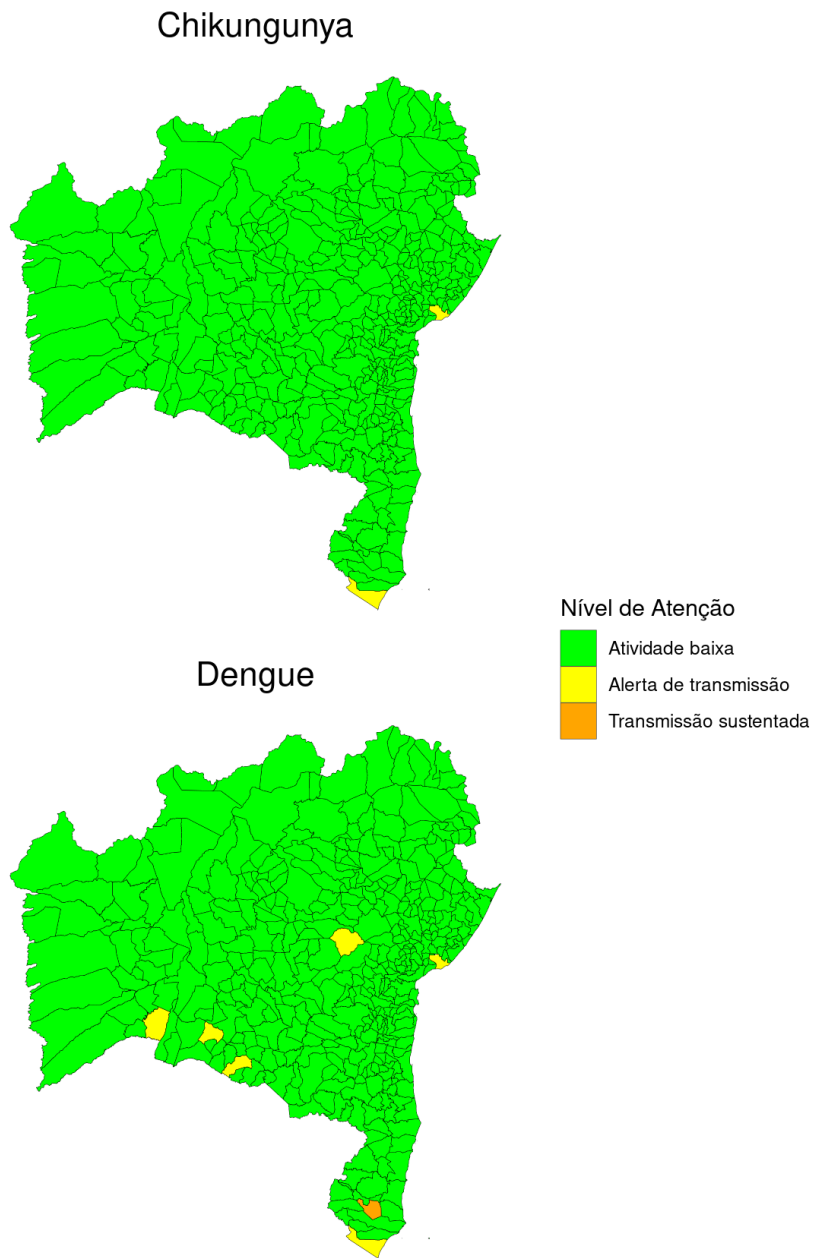 Chikungunya
Nível de Atenção
Atividade baixa
Alerta de transmissão
Transmissão sustentada
Dengue